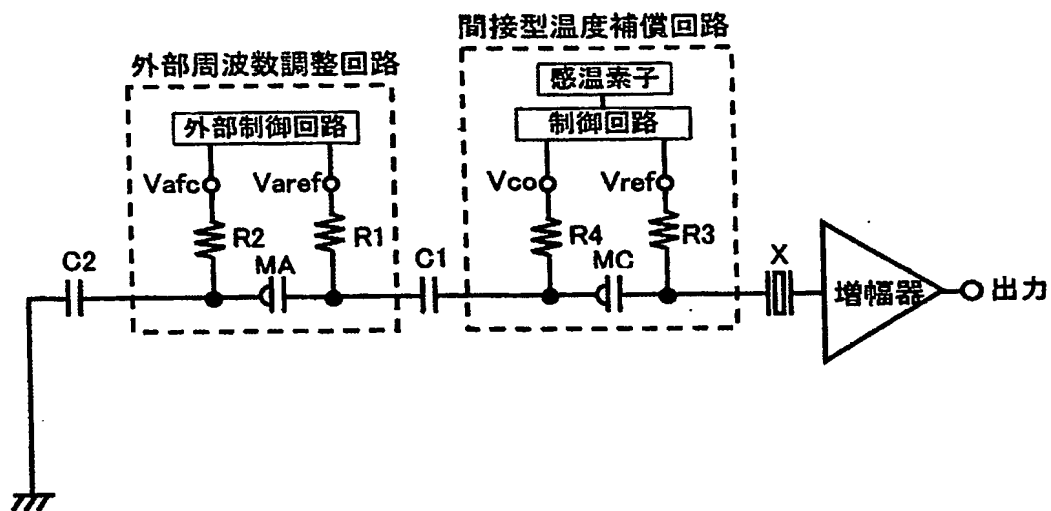 間接型温度補償回路
外部周波数調整回路
感温素子
外部制御回路
制御回路
Vafc
Varef
Vco
Vref
R2
R1
R4
R3
C2
MA
C1
MC
X
増幅器
出力